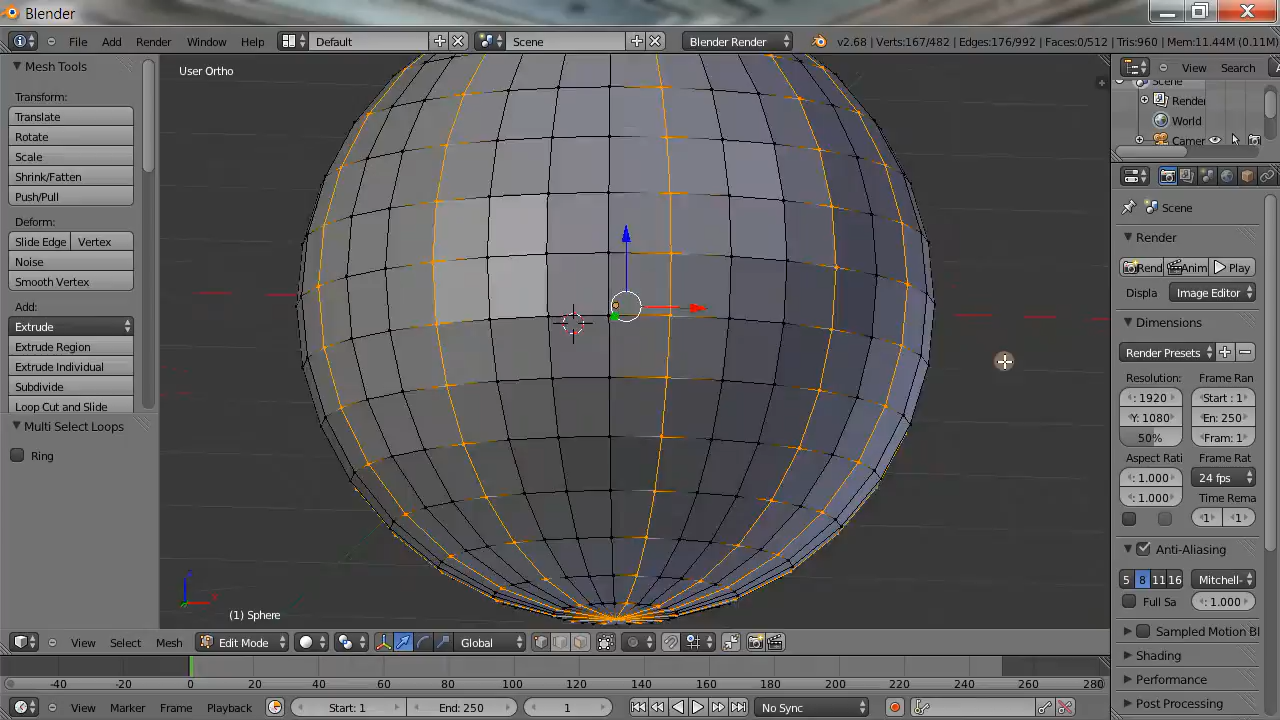 Blender
File Add Render Window Help Default Scene Blender Render v2.68 | Verts:167/482 | Edges:176/992 | Faces:0/512 | Tris:960 | Mem:11.44M (0.11M)
Mesh Tools
Transform:
Translate
Rotate
Scale
Shrink/Fatten
Push/Pull
Deform:
Slide Edge Vertex
Noise
Smooth Vertex
Add:
Extrude
Extrude Region
Extrude Individual
Subdivide
Loop Cut and Slide
Multi Select Loops
Ring
User Ortho
(1) Sphere
View Select Mesh Edit Mode Global
-40 -20 0 20 40 60 80 100 120 140 160 180 200 220 240 260 280
View Marker Frame Playback Start: 1 End: 250 1 No Sync
View Search
Scene
Render
World
Camer
Scene
Render
Rend Anim Play
Displa Image Editor
Dimensions
Render Presets
Resolution: Frame Ran
: 1920 Start : 1
Y: 1080 En: 250
50% Fram: 1
Aspect Rati Frame Rat
: 1.000 24 fps
: 1.000 Time Rema
1 1
Anti-Aliasing
5 8 11 16 Mitchell-
Full Sa : 1.000
Sampled Motion Bl
Shading
Performance
Post Processing